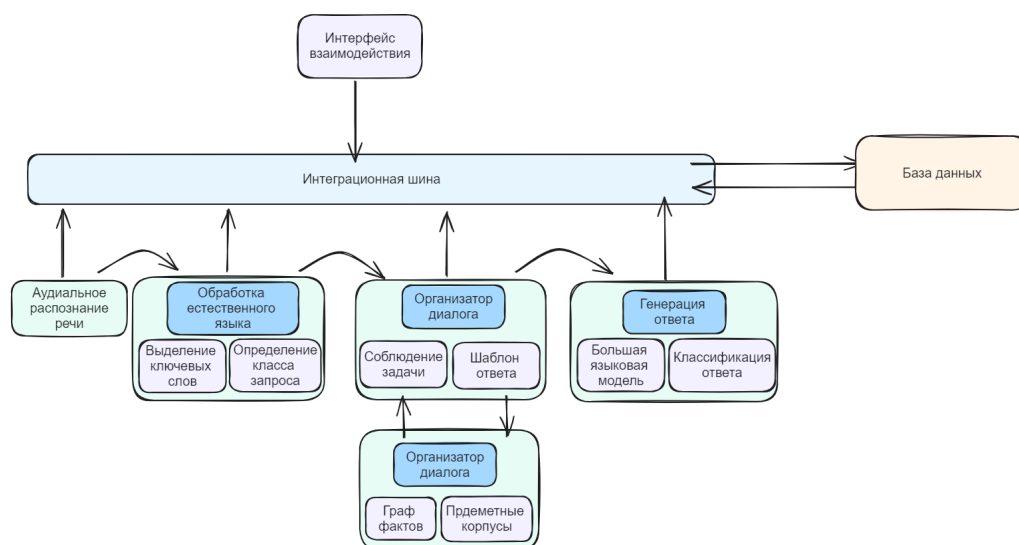 Интерфейс
взаимодействия
Интеграционная шина
База данных
Аудиальное
распознание
речи
Обработка
естественного
языка
Выделение
ключевых
слов
Определение
класса
запроса
Организатор
диалога
Соблюдение
задачи
Шаблон
ответа
Генерация
ответа
Большая
языковая
модель
Классификация
ответа
Организатор
диалога
Граф
фактов
Прдеметные
корпусы